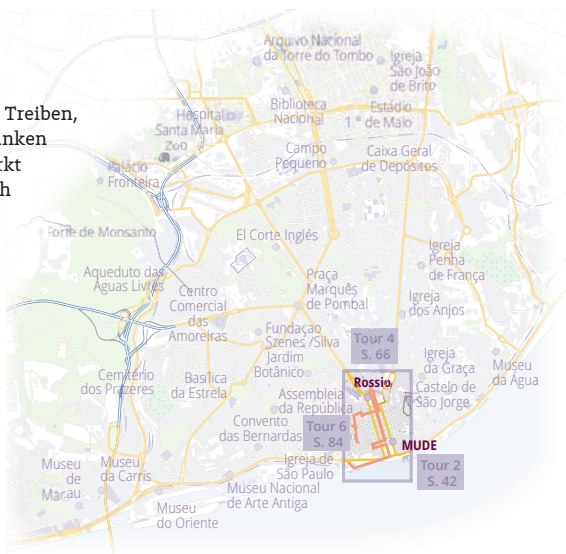 Treiben,
nken
rkt
h
Arquivo Nacional
da Torre do Tombo
Igreja
São João
de Brito
Biblioteca
Nacional
Estádio
1.º de Maio
Hospital
Santa Maria
Zoo
Campo
Pequeno
Caixa Geral
de Depósitos
Palácio
Fronteira
Forte de Monsanto
El Corte Inglés
Igreja
Penha
de França
Aqueduto das
Águas Livres
Centro
Comercial
das
Amoreiras
Praça
Marquês
de Pombal
Igreja
dos Anjos
Fundação
Szenes /Silva
Jardim
Botânico
Tour 4
S. 66
Igreja
da Graça
Museu
da Água
Cemitério
dos Prazeres
Basílica
da Estrela
Rossio
Castelo de
São Jorge
Assembleia
da República
Convento
das Bernardas
Tour 6
S. 84
MUDE
Igreja de
São Paulo
Tour 2
S. 42
Museu
de
Macau
Museu
da Carris
Museu Nacional
de Arte Antiga
Museu
do Oriente